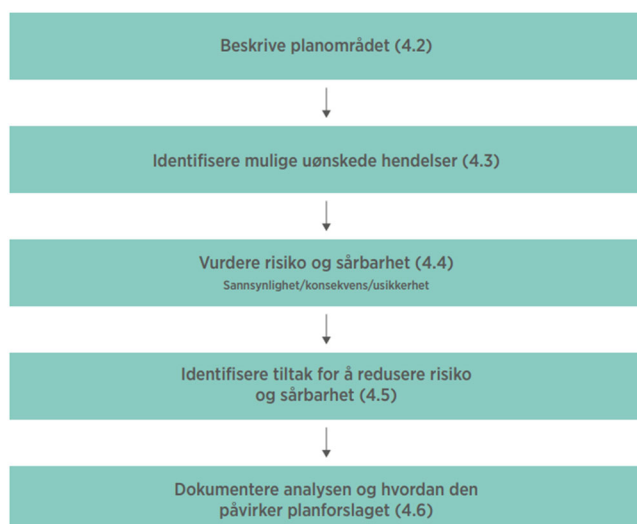 Beskrive planområdet (4.2)
Identifisere mulige uønskede hendelser (4.3)
Vurdere risiko og sårbarhet (4.4)
Sannsynlighet/konsekvens/usikkerhet
Identifisere tiltak for å redusere risiko
og sårbarhet (4.5)
Dokumentere analysen og hvordan den
påvirker planforslaget (4.6)